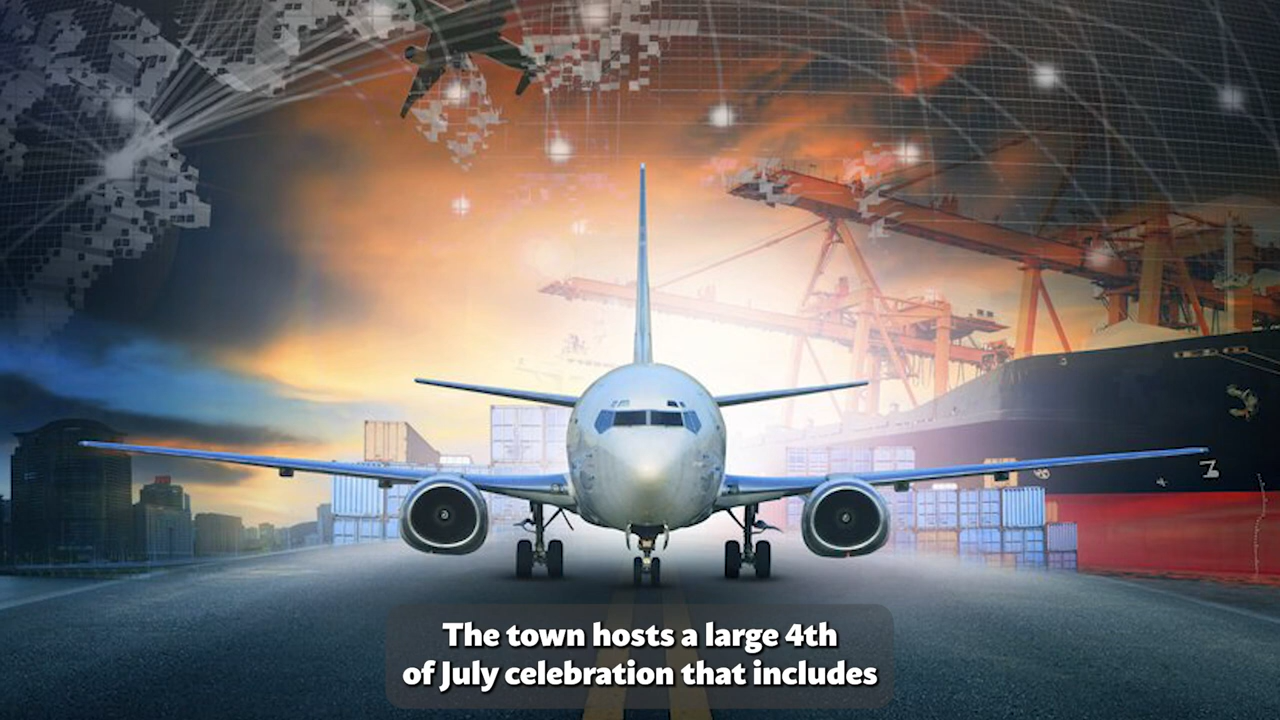 The town hosts a large 4th
of July celebration that includes